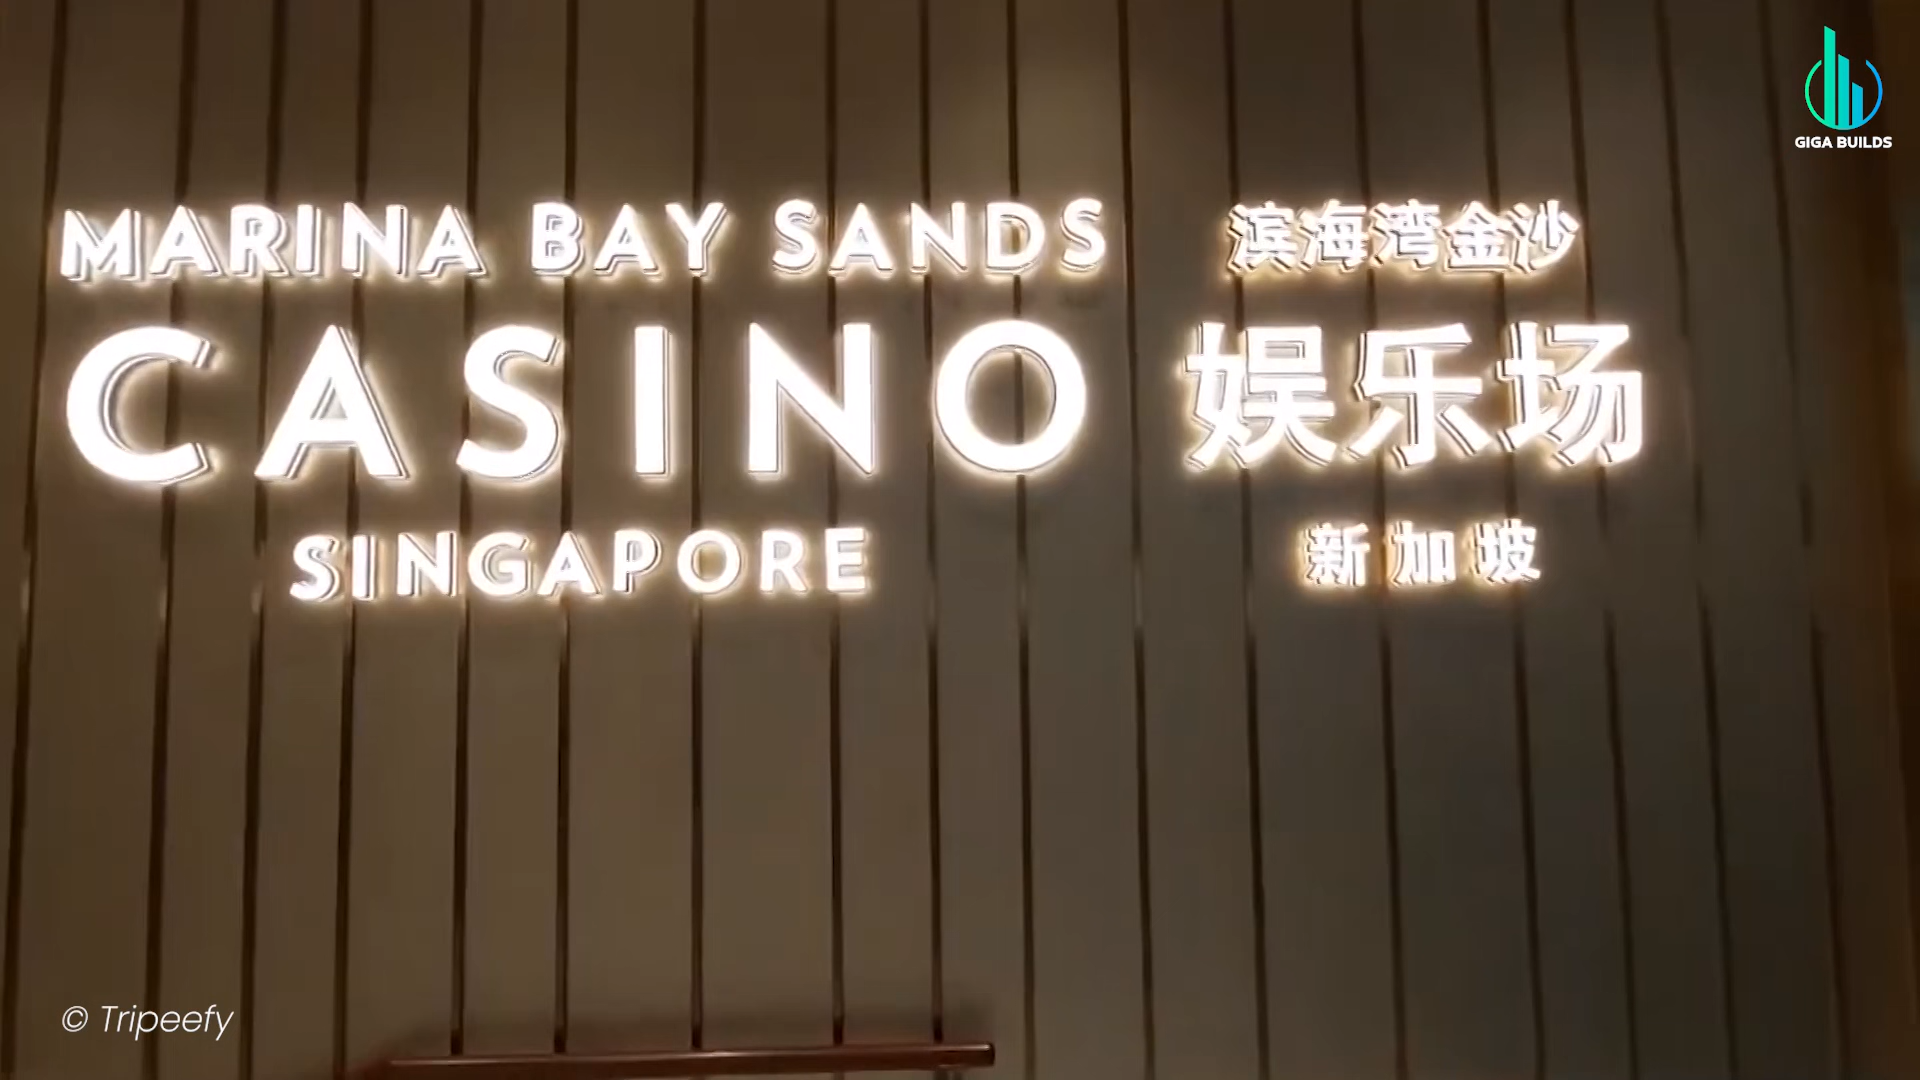 GIGA BUILDS
MARINA BAY SANDS
CASINO
SINGAPORE
滨海湾金沙
娱乐场
新加坡
© Tripeefy